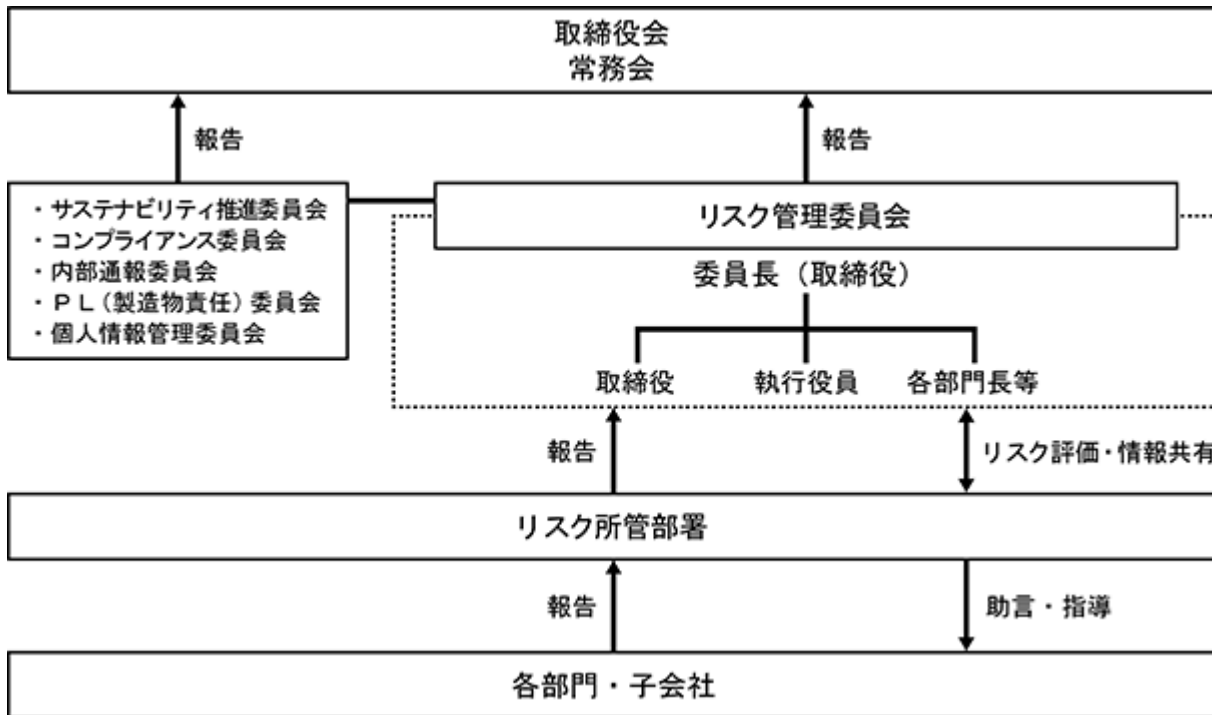 取締役会
常務会
報告
報告
・サステナビリティ推進委員会
・コンプライアンス委員会
・内部通報委員会
・ＰＬ（製造物責任）委員会
・個人情報管理委員会
リスク管理委員会
委員長（取締役）
取締役
執行役員
各部門長等
報告
リスク評価・情報共有
リスク所管部署
報告
助言・指導
各部門・子会社